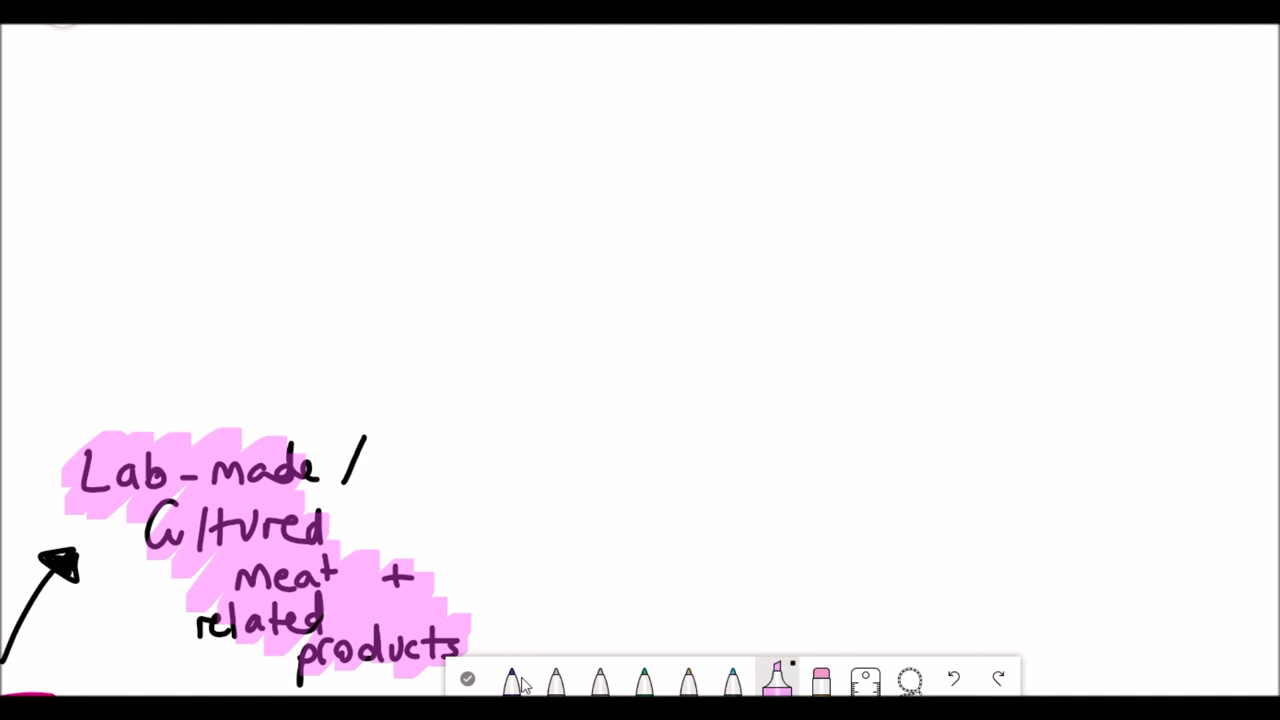 Lab-made /
Cultured
meat +
related
products